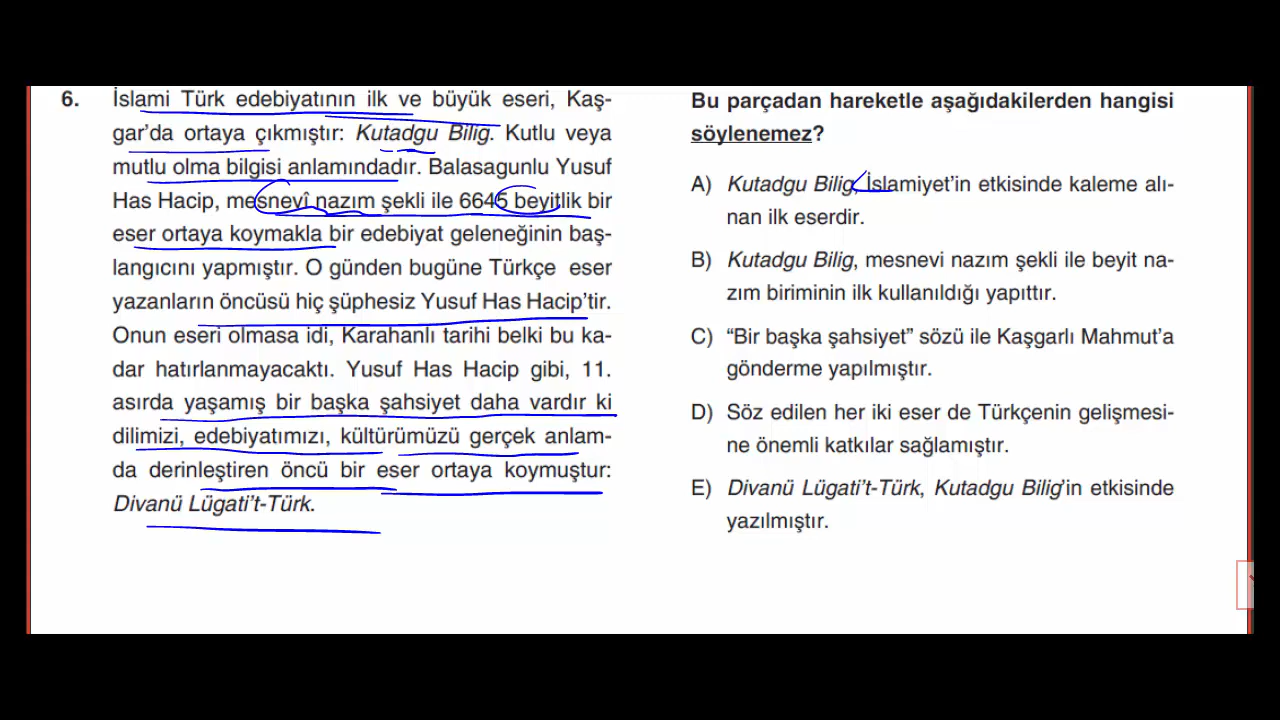 6. İslami Türk edebiyatının ilk ve büyük eseri, Kaş-
gar’da ortaya çıkmıştır: Kutadgu Bilig. Kutlu veya
mutlu olma bilgisi anlamındadır. Balasagunlu Yusuf
Has Hacip, mesnevî nazım şekli ile 6645 beyitlik bir
eser ortaya koymakla bir edebiyat geleneğinin baş-
langıcını yapmıştır. O günden bugüne Türkçe eser
yazanların öncüsü hiç şüphesiz Yusuf Has Hacip’tir.
Onun eseri olmasa idi, Karahanlı tarihi belki bu ka-
dar hatırlanmayacaktı. Yusuf Has Hacip gibi, 11.
asırda yaşamış bir başka şahsiyet daha vardır ki
dilimizi, edebiyatımızı, kültürümüzü gerçek anlam-
da derinleştiren öncü bir eser ortaya koymuştur:
Divanü Lügati’t-Türk.
Bu parçadan hareketle aşağıdakilerden hangisi
söylenemez?
A) Kutadgu Bilig, İslamiyet’in etkisinde kaleme alı-
nan ilk eserdir.
B) Kutadgu Bilig, mesnevi nazım şekli ile beyit na-
zım biriminin ilk kullanıldığı yapıttır.
C) “Bir başka şahsiyet” sözü ile Kaşgarlı Mahmut’a
gönderme yapılmıştır.
D) Söz edilen her iki eser de Türkçenin gelişmesi-
ne önemli katkılar sağlamıştır.
E) Divanü Lügati’t-Türk, Kutadgu Bilig’in etkisinde
yazılmıştır.